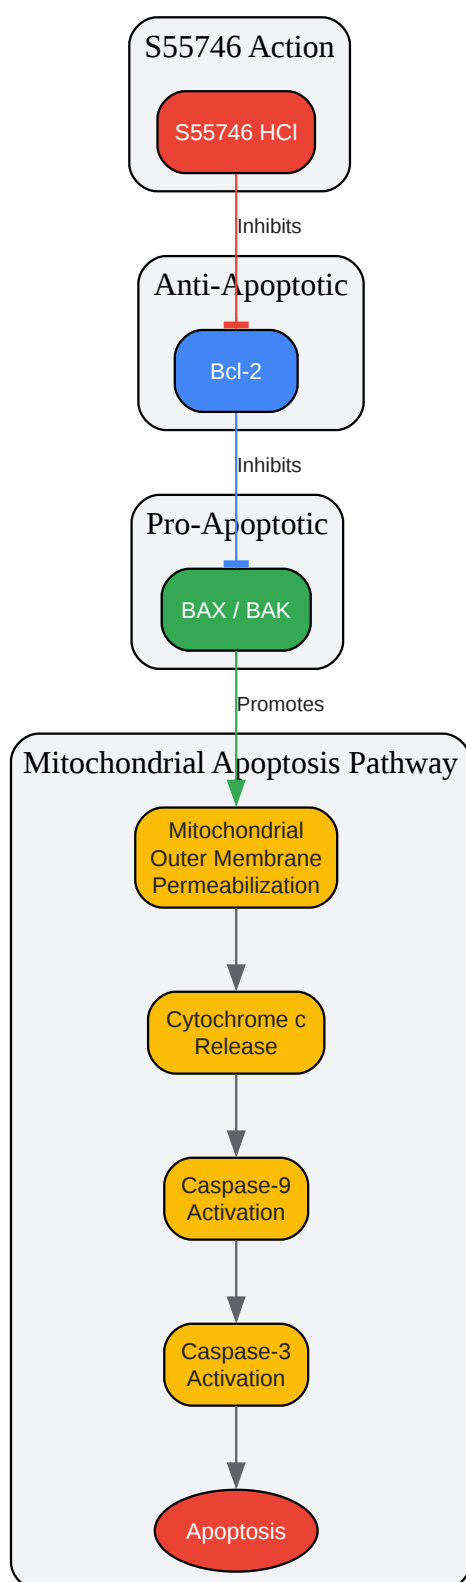 S55746 Action
S55746 HCl
Inhibits
Anti-Apoptotic
Bcl-2
Inhibits
Pro-Apoptotic
BAX / BAK
Promotes
Mitochondrial Apoptosis Pathway
Mitochondrial
Outer Membrane
Permeabilization
Cytochrome c
Release
Caspase-9
Activation
Caspase-3
Activation
Apoptosis